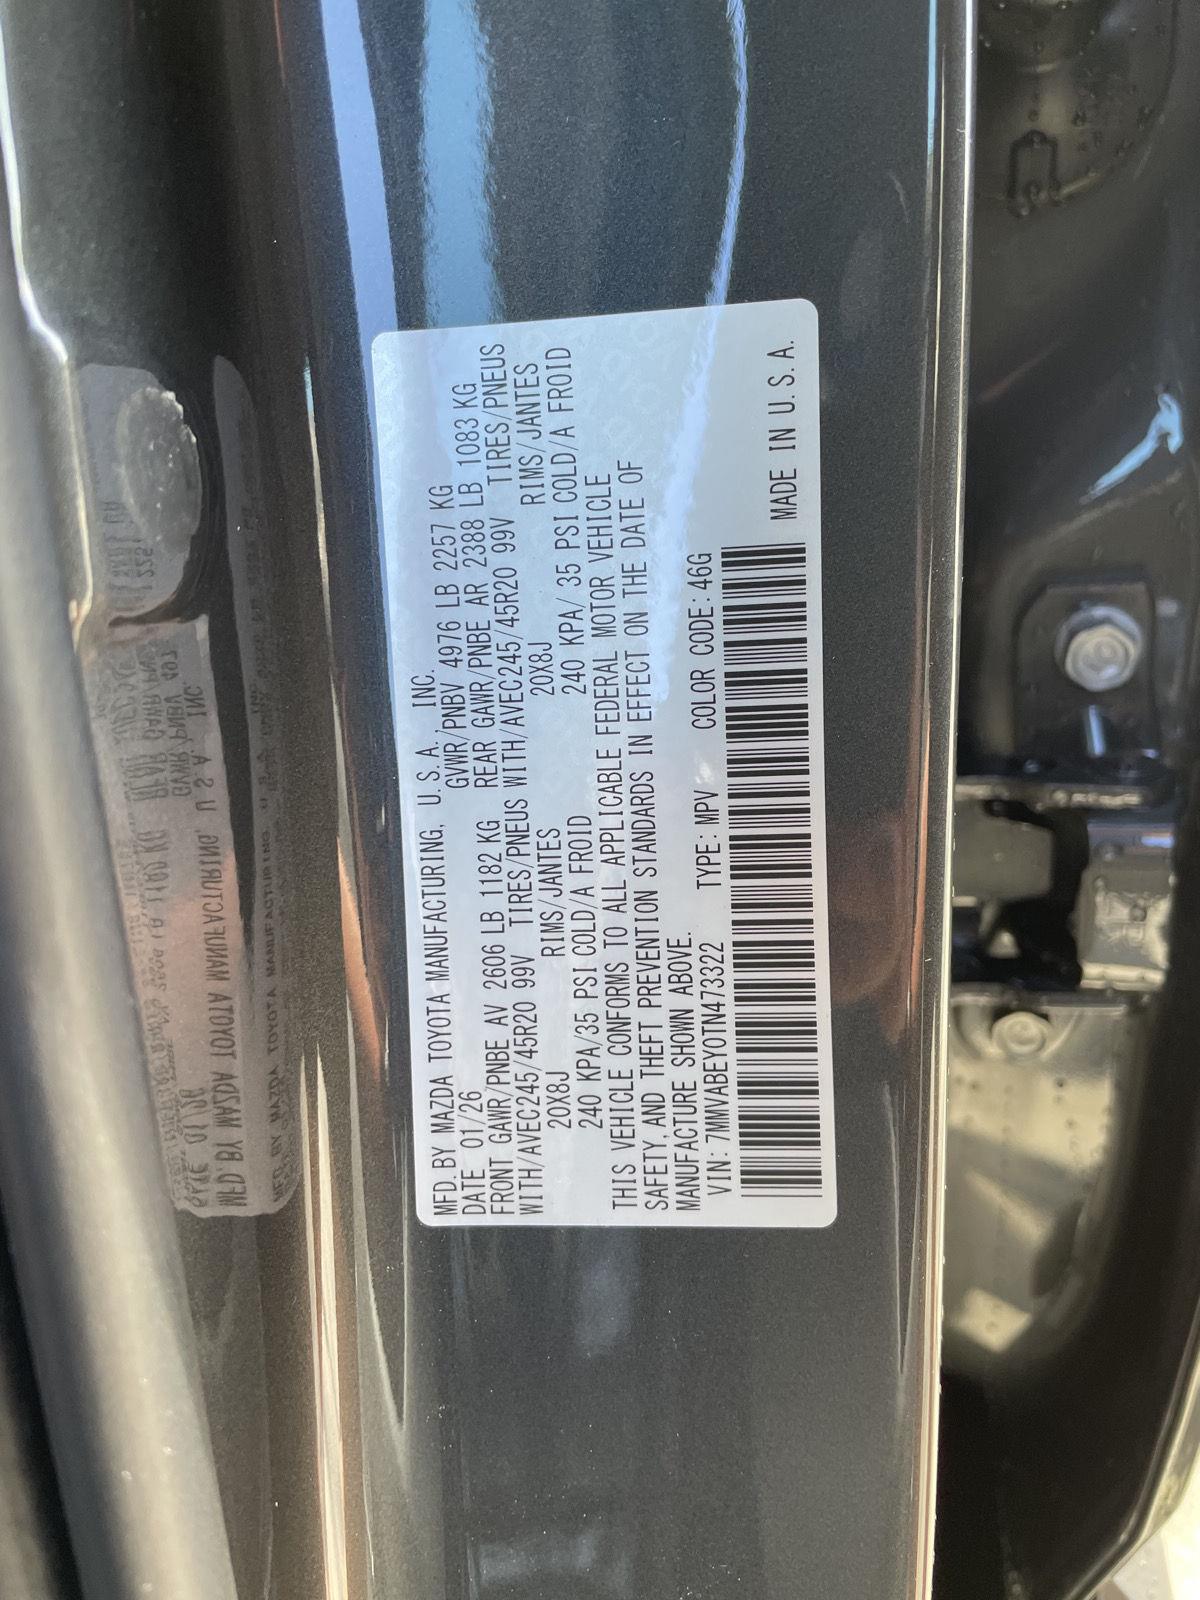 MFD. BY MAZDA TOYOTA MANUFACTURING, U.S.A., INC.
DATE 01/26 GVWR/PNBV 4976 LB 2257 KG
FRONT GAWR/PNBE AV 2606 LB 1182 KG REAR GAWR/PNBE AR 2388 LB 1083 KG
WITH/AVEC245/45R20 99V TIRES/PNEUS WITH/AVEC245/45R20 99V TIRES/PNEUS
20X8J RIMS/JANTES 20X8J RIMS/JANTES
240 KPA/35 PSI COLD/A FROID 240 KPA/ 35 PSI COLD/A FROID
THIS VEHICLE CONFORMS TO ALL APPLICABLE FEDERAL MOTOR VEHICLE
SAFETY, AND THEFT PREVENTION STANDARDS IN EFFECT ON THE DATE OF
MANUFACTURE SHOWN ABOVE.
VIN: 7MMVABEY0TN473322 TYPE: MPV COLOR CODE: 46G
MADE IN U.S.A.